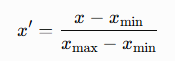 x′ = (x − x_min) / (x_max − x_min)